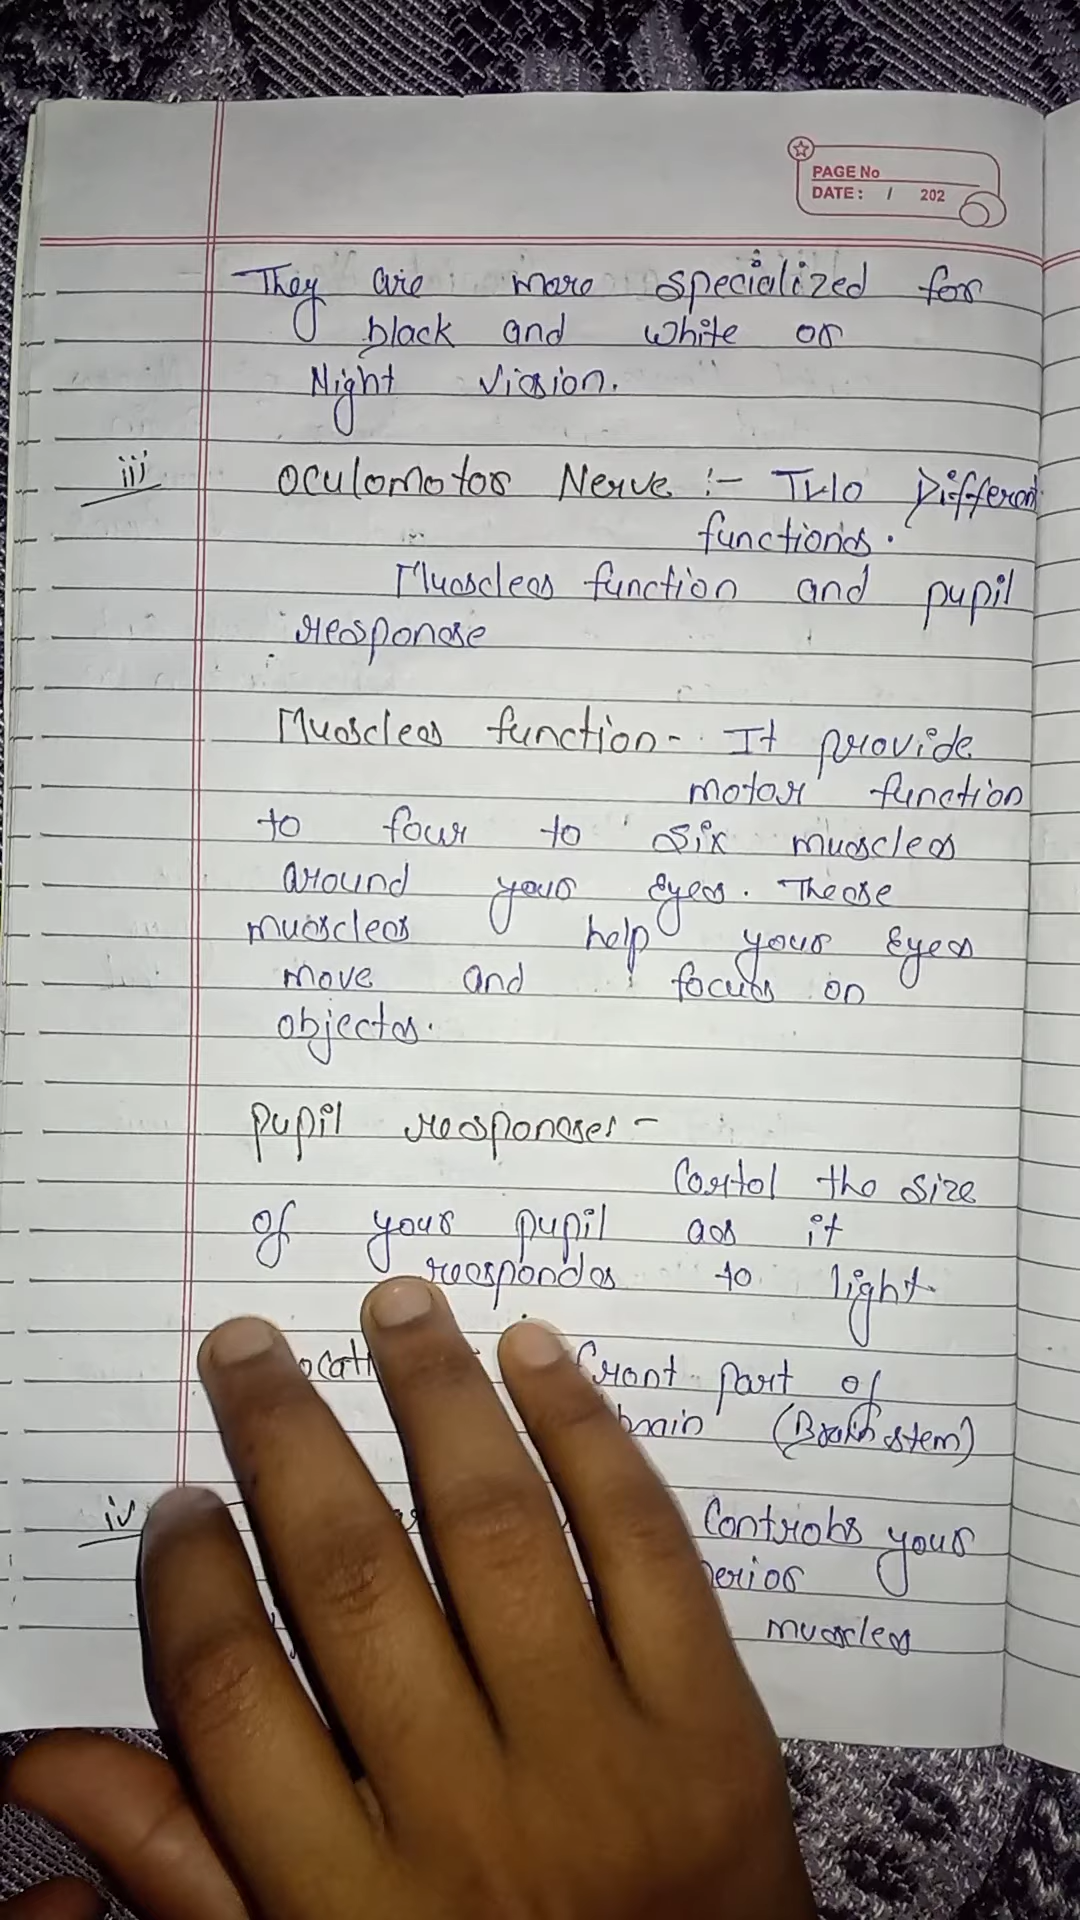 PAGE No
DATE: / 202
They are more specialized for
black and white or
Night Vision.
iii) Oculomotor Nerve :- Two Different
functions.
Muscles function and pupil
response
Muscles function - It provide
motor function
to four to six muscles
around your eyes. These
muscles help your eyes
move and focus on
objects.
pupil responses -
Cortol the size
of your pupil as it
responds to light.
front part of
brain (Brain stem)
iv Controls your
muscles